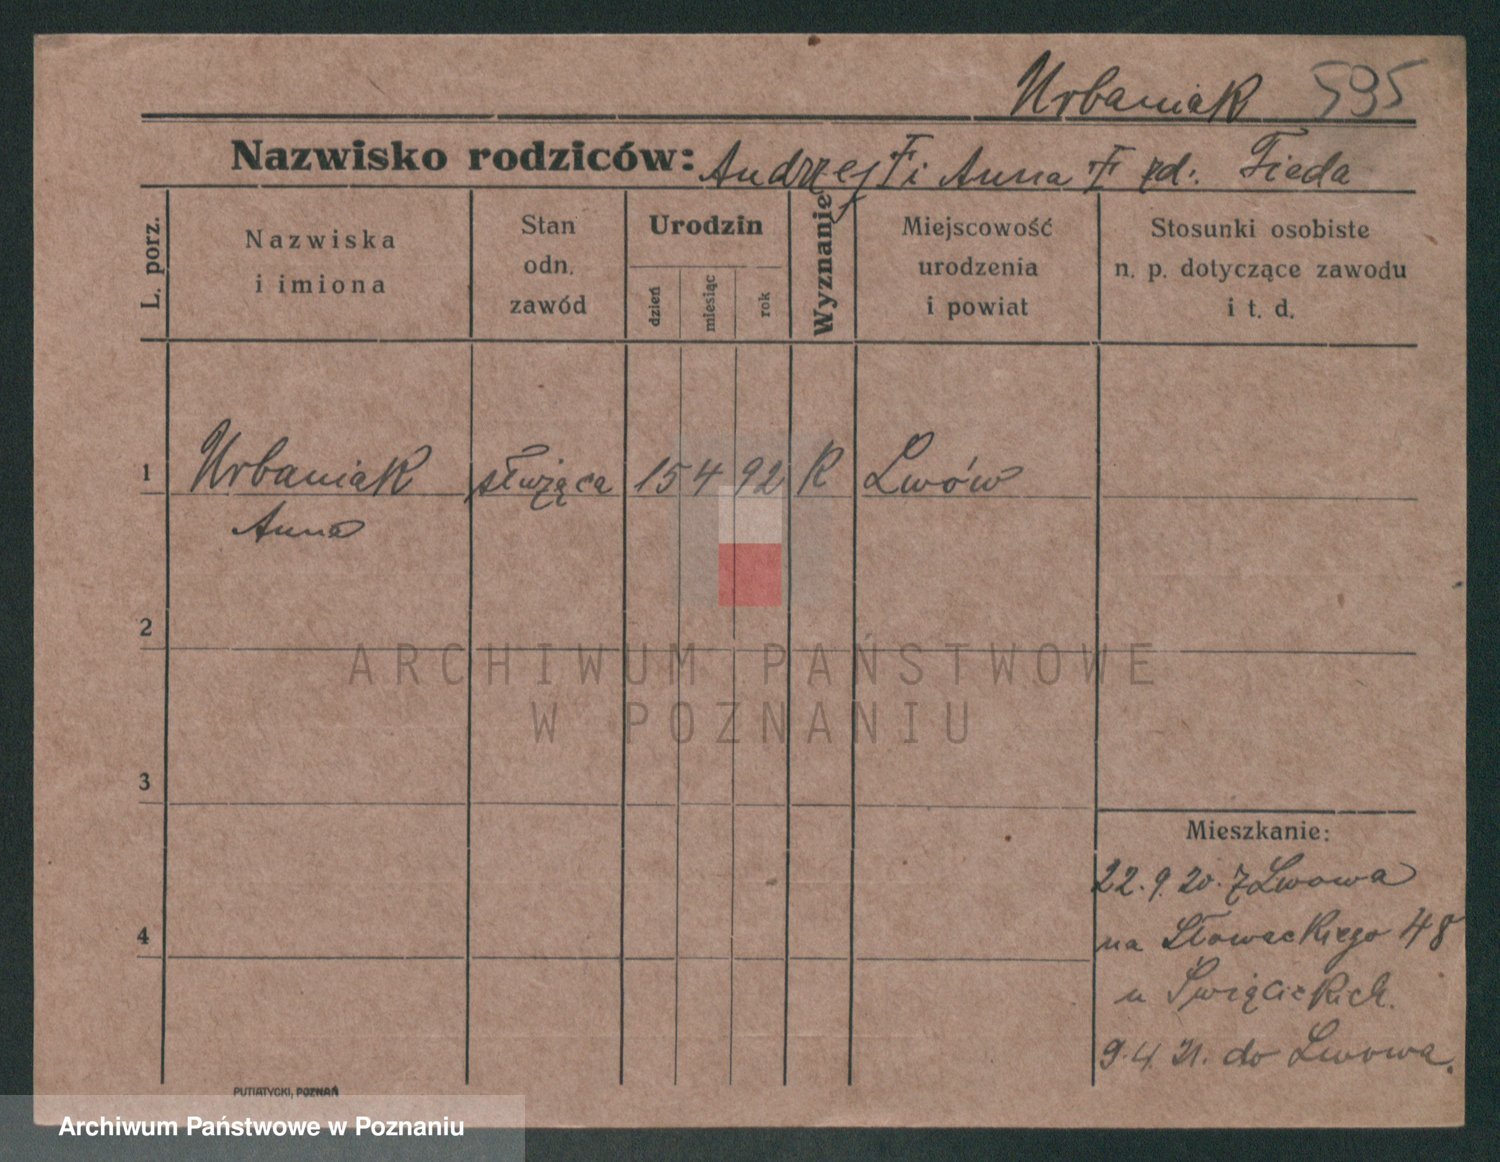 Urbaniak 595
Nazwisko rodziców: Andrzej i Anna
L. porz.
Nazwiska
i imiona
Stan
odn.
zawód
Urodzin
dzień
miesiąc
rok
Wyznanie
Miejscowość
urodzenia
i powiat
Stosunki osobiste
n. p. dotyczące zawodu
i t. d.
1 Urbaniak służąca 15 4 92 R Lwów
Anna
2
ARCHIWUM PAŃSTWOWE
W POZNANIU
3
Mieszkanie:
22.9.20. z Lwowa
na Słowackiego 48
4
u Święcickich.
9.4.21. do Lwowa.
PUTIATYCKI, POZNAŃ
Archiwum Państwowe w Poznaniu